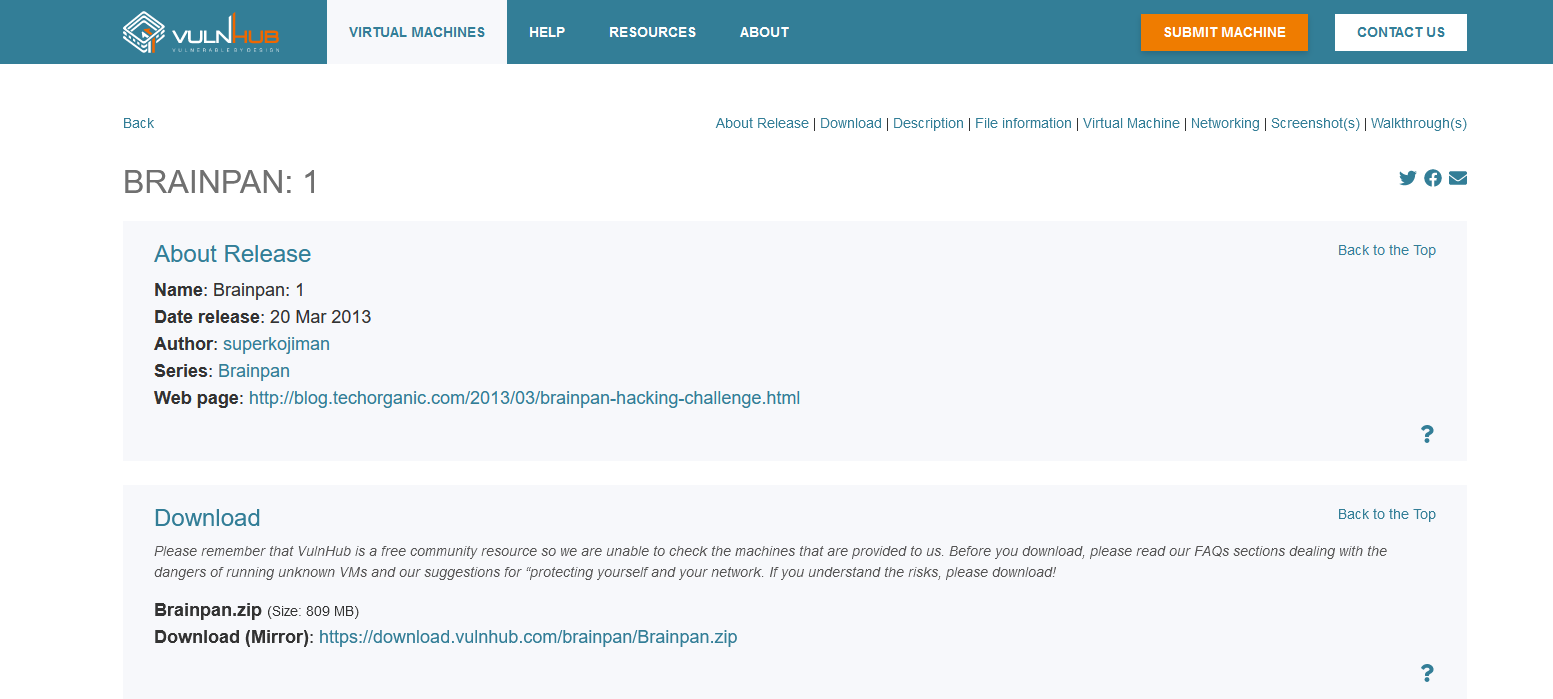 VULNHUB
VULNERABLE BY DESIGN
VIRTUAL MACHINES
HELP
RESOURCES
ABOUT
SUBMIT MACHINE
CONTACT US
Back
About Release | Download | Description | File information | Virtual Machine | Networking | Screenshot(s) | Walkthrough(s)
BRAINPAN: 1
About Release
Back to the Top
Name: Brainpan: 1
Date release: 20 Mar 2013
Author: superkojiman
Series: Brainpan
Web page: http://blog.techorganic.com/2013/03/brainpan-hacking-challenge.html
?
Download
Back to the Top
Please remember that VulnHub is a free community resource so we are unable to check the machines that are provided to us. Before you download, please read our FAQs sections dealing with the
dangers of running unknown VMs and our suggestions for “protecting yourself and your network. If you understand the risks, please download!
Brainpan.zip (Size: 809 MB)
Download (Mirror): https://download.vulnhub.com/brainpan/Brainpan.zip
?